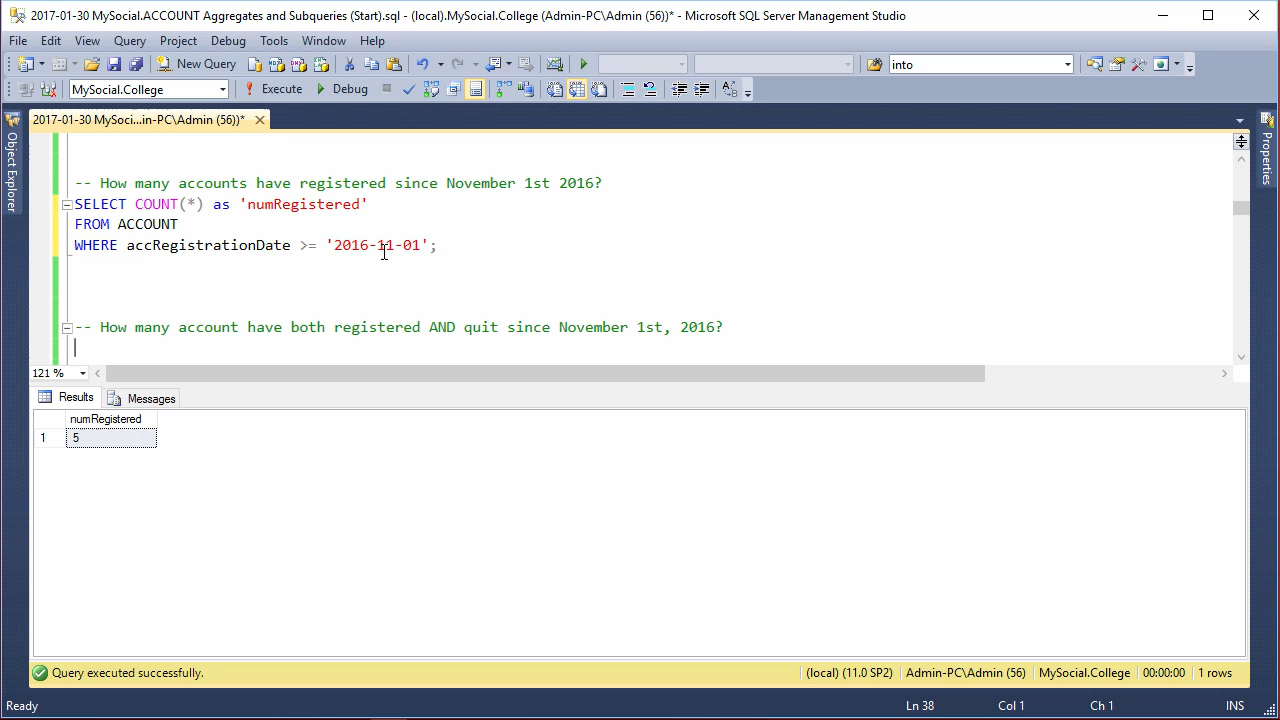 2017-01-30 MySocial.ACCOUNT Aggregates and Subqueries (Start).sql - (local).MySocial.College (Admin-PC\Admin (56))* - Microsoft SQL Server Management Studio
File Edit View Query Project Debug Tools Window Help
New Query into
MySocial.College Execute Debug
2017-01-30 MySoci...in-PC\Admin (56))*
Object Explorer
Properties
-- How many accounts have registered since November 1st 2016?
SELECT COUNT(*) as 'numRegistered'
FROM ACCOUNT
WHERE accRegistrationDate >= '2016-11-01';
-- How many account have both registered AND quit since November 1st, 2016?
121 %
Results Messages
numRegistered
1 5
Query executed successfully. (local) (11.0 SP2) Admin-PC\Admin (56) MySocial.College 00:00:00 1 rows
Ready Ln 38 Col 1 Ch 1 INS